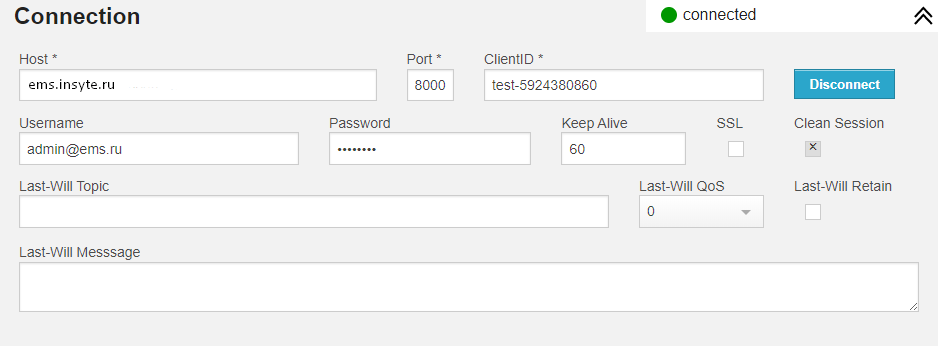 Connection connected
Host * Port * ClientID *
ems.insyte.ru 8000 test-5924380860 Disconnect
Username Password Keep Alive SSL Clean Session
admin@ems.ru •••••••• 60 ×
Last-Will Topic Last-Will QoS Last-Will Retain
0
Last-Will Messsage